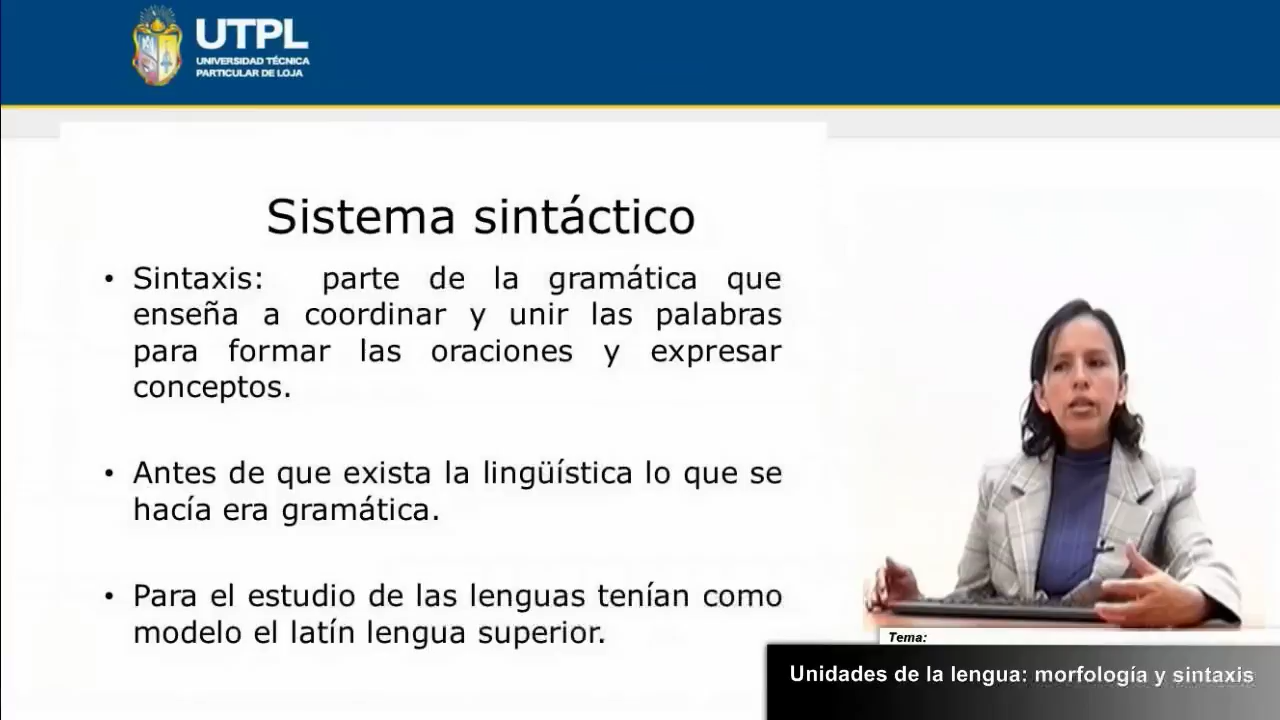 UTPL
UNIVERSIDAD TÉCNICA
PARTICULAR DE LOJA
Sistema sintáctico
• Sintaxis: parte de la gramática que
enseña a coordinar y unir las palabras
para formar las oraciones y expresar
conceptos.
• Antes de que exista la lingüística lo que se
hacía era gramática.
• Para el estudio de las lenguas tenían como
modelo el latín lengua superior.
Tema:
Unidades de la lengua: morfología y sintaxis